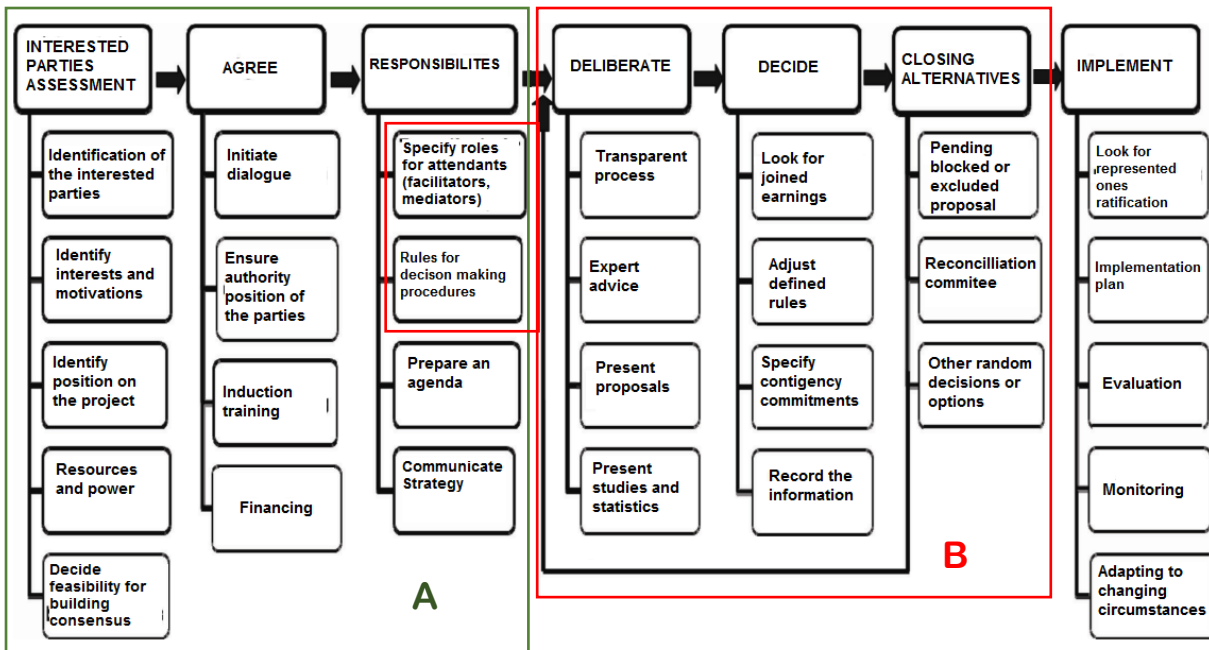 INTERESTED
PARTIES
ASSESSMENT
Identification of
the interested
parties
Identify
interests and
motivations
Identify
position on
the project
Resources
and power
Decide
feasibility for
building
consensus
AGREE
Initiate
dialogue
Ensure
authority
position of
the parties
Induction
training
Financing
RESPONSIBILITES
Specify roles
for attendants
(facilitators,
mediators)
Rules for
decison making
procedures
Prepare an
agenda
Communicate
Strategy
A
DELIBERATE
Transparent
process
Expert
advice
Present
proposals
Present
studies and
statistics
DECIDE
Look for
joined
earnings
Adjust
defined
rules
Specify
contigency
commitments
Record the
information
CLOSING
ALTERNATIVES
Pending
blocked or
excluded
proposal
Reconcilliation
commitee
Other random
decisions or
options
B
IMPLEMENT
Look for
represented
ones
ratification
Implementation
plan
Evaluation
Monitoring
Adapting to
changing
circumstances